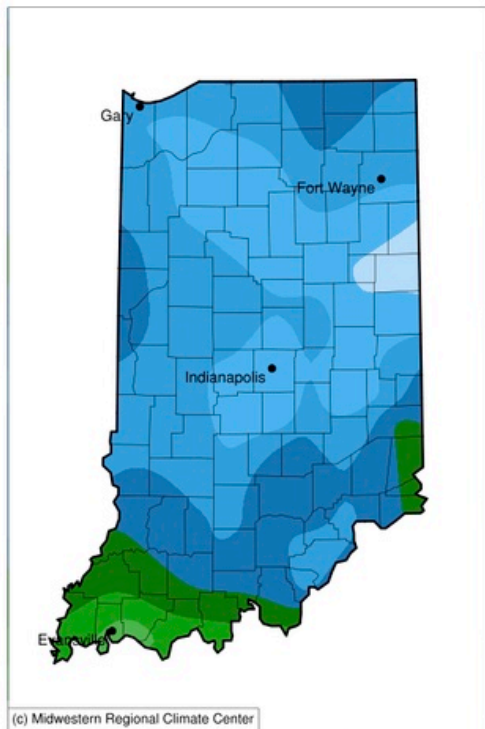 Gary
Fort Wayne
Indianapolis
Evansville
(c) Midwestern Regional Climate Center